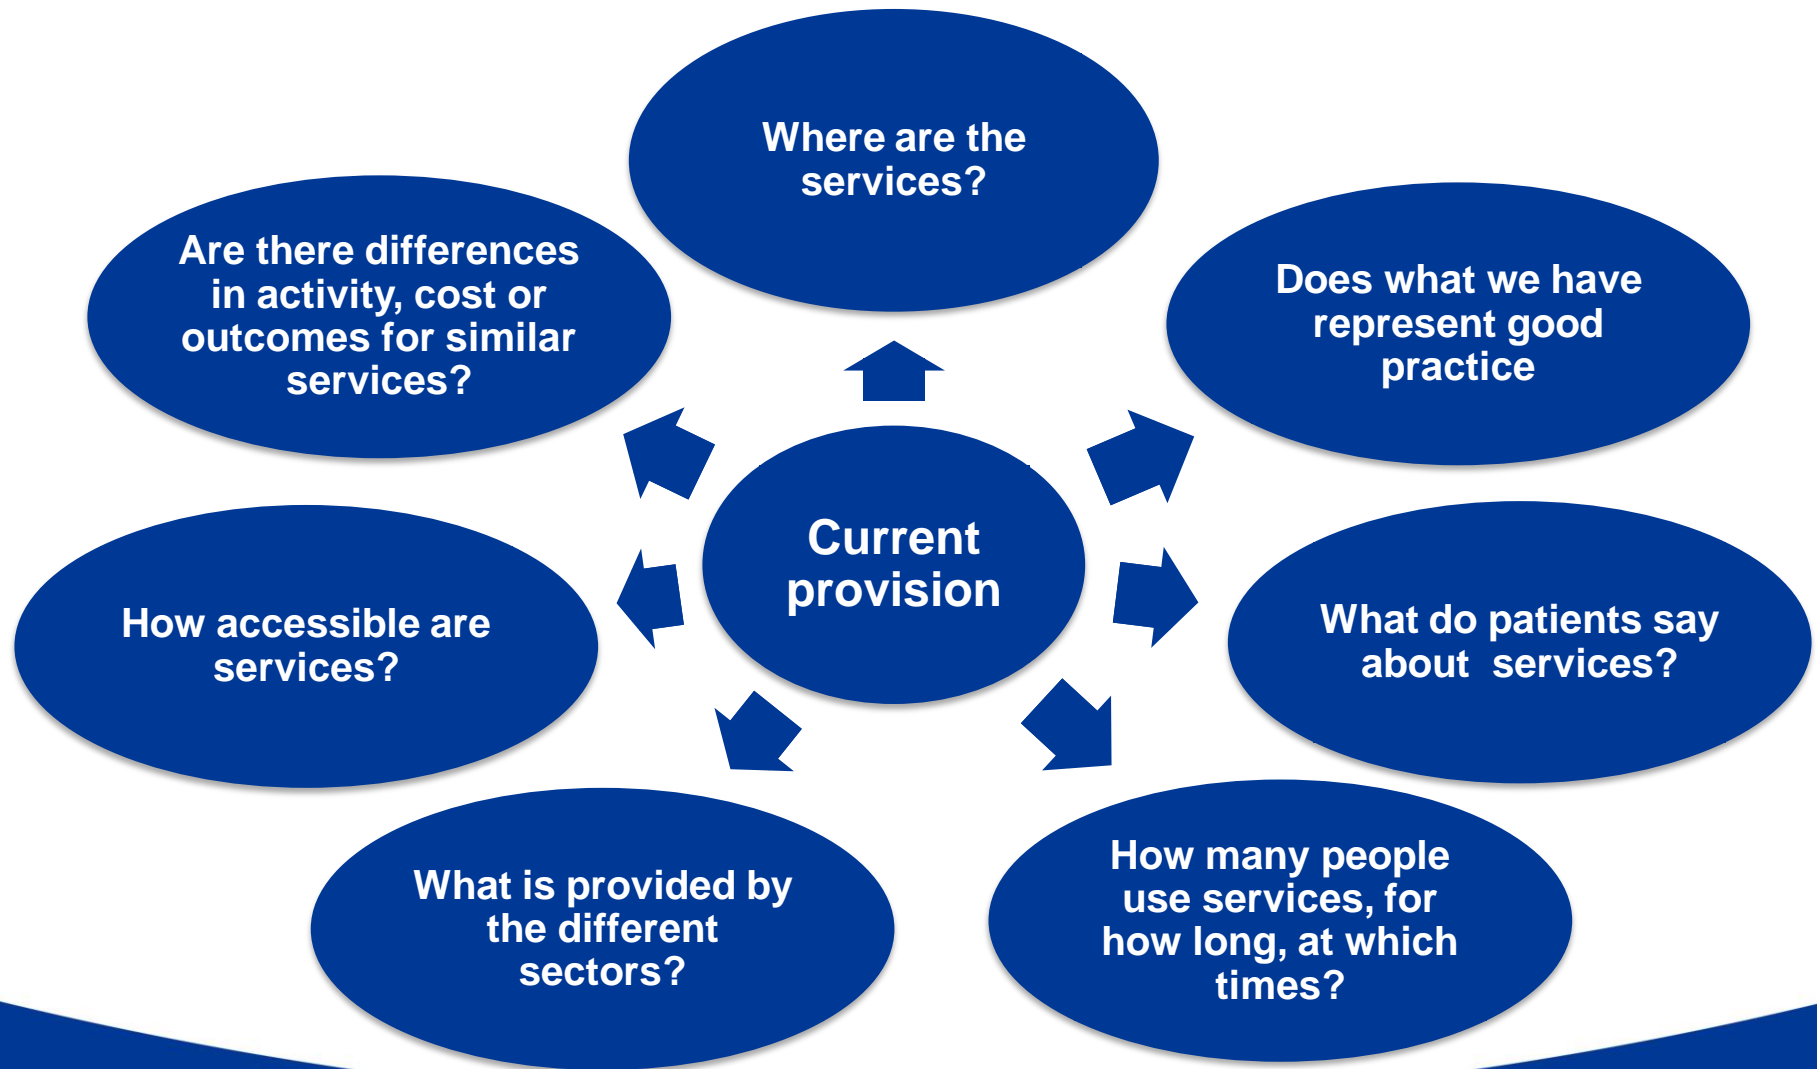 Where are the
services?
Does what we have
represent good
practice
What do patients say
about  services?
How many people
use services, for
how long, at which
times?
What is provided by
the different
sectors?
How accessible are
services?
Are there differences
in activity, cost or
outcomes for similar
services?
Current
provision